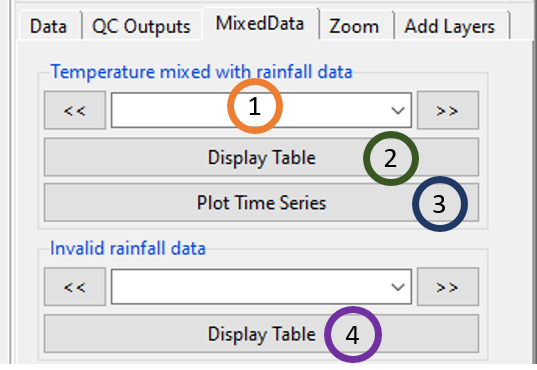 Data QC Outputs MixedData Zoom Add Layers
Temperature mixed with rainfall data
<< 1 >>
Display Table 2
Plot Time Series 3
Invalid rainfall data
<< >>
Display Table 4